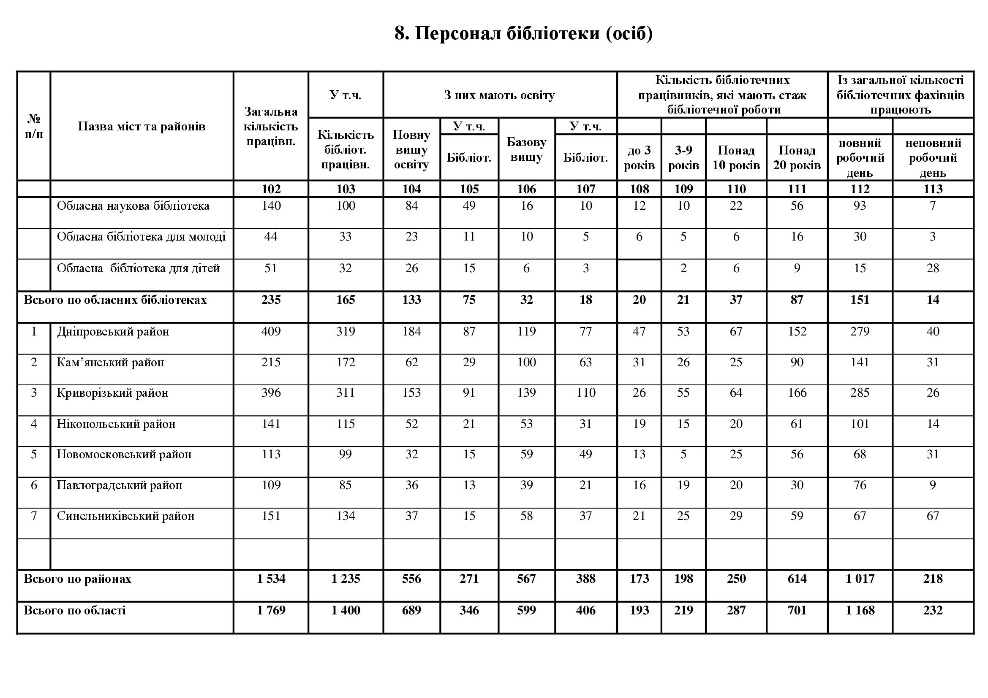 8. Персонал бібліотеки (осіб)
№ п/п | Назва міст та районів | Загальна кількість працівн. | У т.ч. | З них мають освіту | Кількість бібліотечних працівників, які мають стаж бібліотечної роботи | Із загальної кількості бібліотечних фахівців працюють
Кількість бібліот. працівн. | Повну вищу освіту | У т.ч. | Базову вищу | У т.ч.
Бібліот. | Бібліот. | до 3 років | 3-9 років | Понад 10 років | Понад 20 років | повний робочий день | неповний робочий день
102 | 103 | 104 | 105 | 106 | 107 | 108 | 109 | 110 | 111 | 112 | 113
Обласна наукова бібліотека | 140 | 100 | 84 | 49 | 16 | 10 | 12 | 10 | 22 | 56 | 93 | 7
Обласна бібліотека для молоді | 44 | 33 | 23 | 11 | 10 | 5 | 6 | 5 | 6 | 16 | 30 | 3
Обласна бібліотека для дітей | 51 | 32 | 26 | 15 | 6 | 3 | 2 | 6 | 9 | 15 | 28
Всього по обласних бібліотеках | 235 | 165 | 133 | 75 | 32 | 18 | 20 | 21 | 37 | 87 | 151 | 14
1 | Дніпровський район | 409 | 319 | 184 | 87 | 119 | 77 | 47 | 53 | 67 | 152 | 279 | 40
2 | Кам’янський район | 215 | 172 | 62 | 29 | 100 | 63 | 31 | 26 | 25 | 90 | 141 | 31
3 | Криворізький район | 396 | 311 | 153 | 91 | 139 | 110 | 26 | 55 | 64 | 166 | 285 | 26
4 | Нікопольський район | 141 | 115 | 52 | 21 | 53 | 31 | 19 | 15 | 20 | 61 | 101 | 14
5 | Новомосковський район | 113 | 99 | 32 | 15 | 59 | 49 | 13 | 5 | 25 | 56 | 68 | 31
6 | Павлоградський район | 109 | 85 | 36 | 13 | 39 | 21 | 16 | 19 | 20 | 30 | 76 | 9
7 | Синельниківський район | 151 | 134 | 37 | 15 | 58 | 37 | 21 | 25 | 29 | 59 | 67 | 67
Всього по районах | 1 534 | 1 235 | 556 | 271 | 567 | 388 | 173 | 198 | 250 | 614 | 1 017 | 218
Всього по області | 1 769 | 1 400 | 689 | 346 | 599 | 406 | 193 | 219 | 287 | 701 | 1 168 | 232